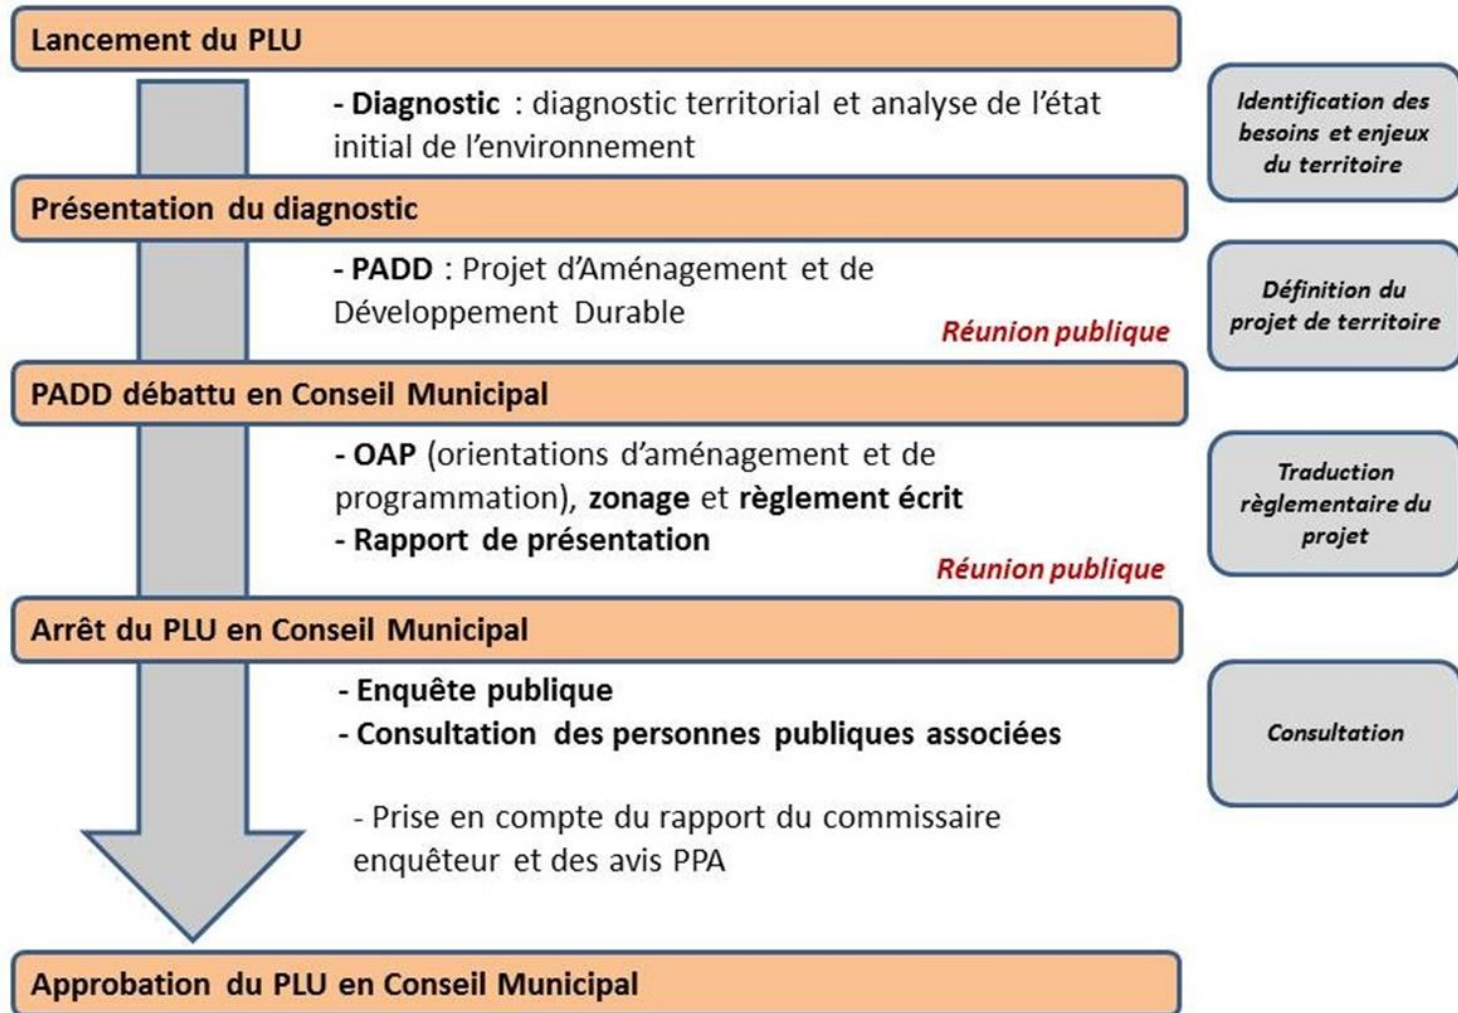 Lancement du PLU
- Diagnostic : diagnostic territorial et analyse de l’état
initial de l’environnement
Identification des
besoins et enjeux
du territoire
Présentation du diagnostic
- PADD : Projet d’Aménagement et de
Développement Durable
Réunion publique
Définition du
projet de territoire
PADD débattu en Conseil Municipal
- OAP (orientations d’aménagement et de
programmation), zonage et règlement écrit
- Rapport de présentation
Réunion publique
Traduction
règlementaire du
projet
Arrêt du PLU en Conseil Municipal
- Enquête publique
- Consultation des personnes publiques associées
- Prise en compte du rapport du commissaire
enquêteur et des avis PPA
Consultation
Approbation du PLU en Conseil Municipal